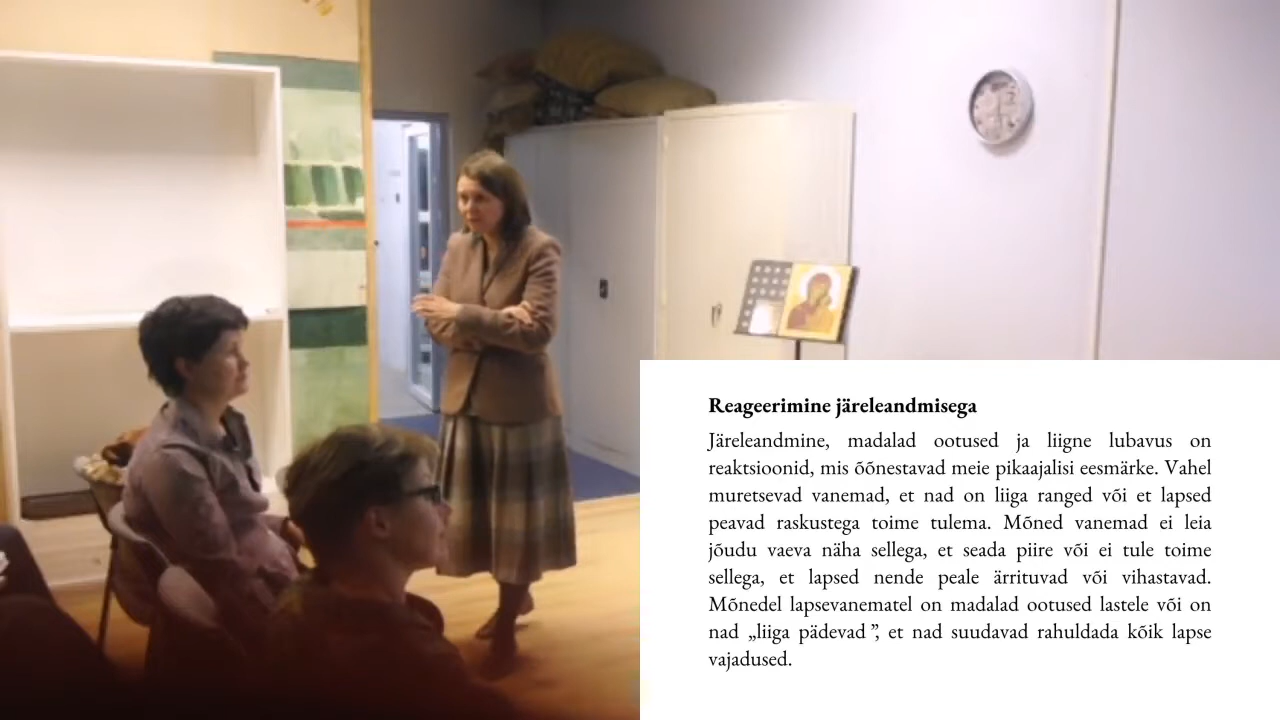 Reageerimine järeleandmisega
Järeleandmine, madalad ootused ja liigne lubavus on
reaktsioonid, mis õõnestavad meie pikaajalisi eesmärke. Vahel
muretsevad vanemad, et nad on liiga ranged või et lapsed
peavad raskustega toime tulema. Mõned vanemad ei leia
jõudu vaeva näha sellega, et seada piire või ei tule toime
sellega, et lapsed nende peale ärrituvad või vihastavad.
Mõnedel lapsevanematel on madalad ootused lastele või on
nad „liiga pädevad”, et nad suudavad rahuldada kõik lapse
vajadused.